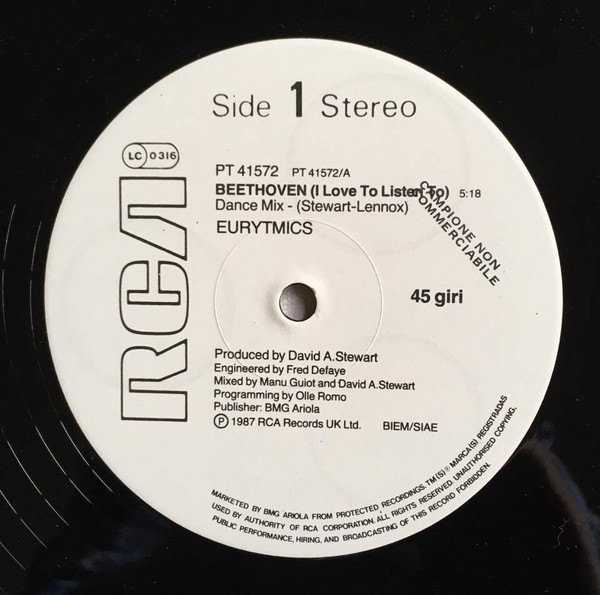 Side 1 Stereo
LC 0316
RCA
PT 41572 PT 41572/A
BEETHOVEN (I Love To Listen To) 5:18
Dance Mix - (Stewart-Lennox)
EURYTMICS
CAMPIONE NON
COMMERCIABILE
45 giri
Produced by David A.Stewart
Engineered by Fred Defaye
Mixed by Manu Guiot and David A.Stewart
Programming by Olle Romo
Publisher: BMG Ariola
Ⓟ 1987 RCA Records UK Ltd. BIEM/SIAE
MARKETED BY BMG ARIOLA FROM PROTECTED RECORDINGS. TM(S)® MARCA(S) REGISTRADAS
USED BY AUTHORITY OF RCA CORPORATION. ALL RIGHTS RESERVED. UNAUTHORISED COPYING,
PUBLIC PERFORMANCE, HIRING, AND BROADCASTING OF THIS RECORD FORBIDDEN.